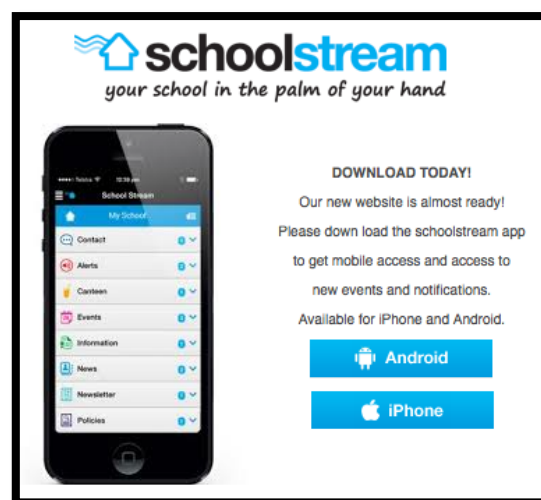 schoolstream
your school in the palm of your hand
Telstra
School Stream
My School
Contact
Alerts
Canteen
Events
Information
News
Newsletter
Policies
DOWNLOAD TODAY!
Our new website is almost ready!
Please down load the schoolstream app
to get mobile access and access to
new events and notifications.
Available for iPhone and Android.
Android
iPhone